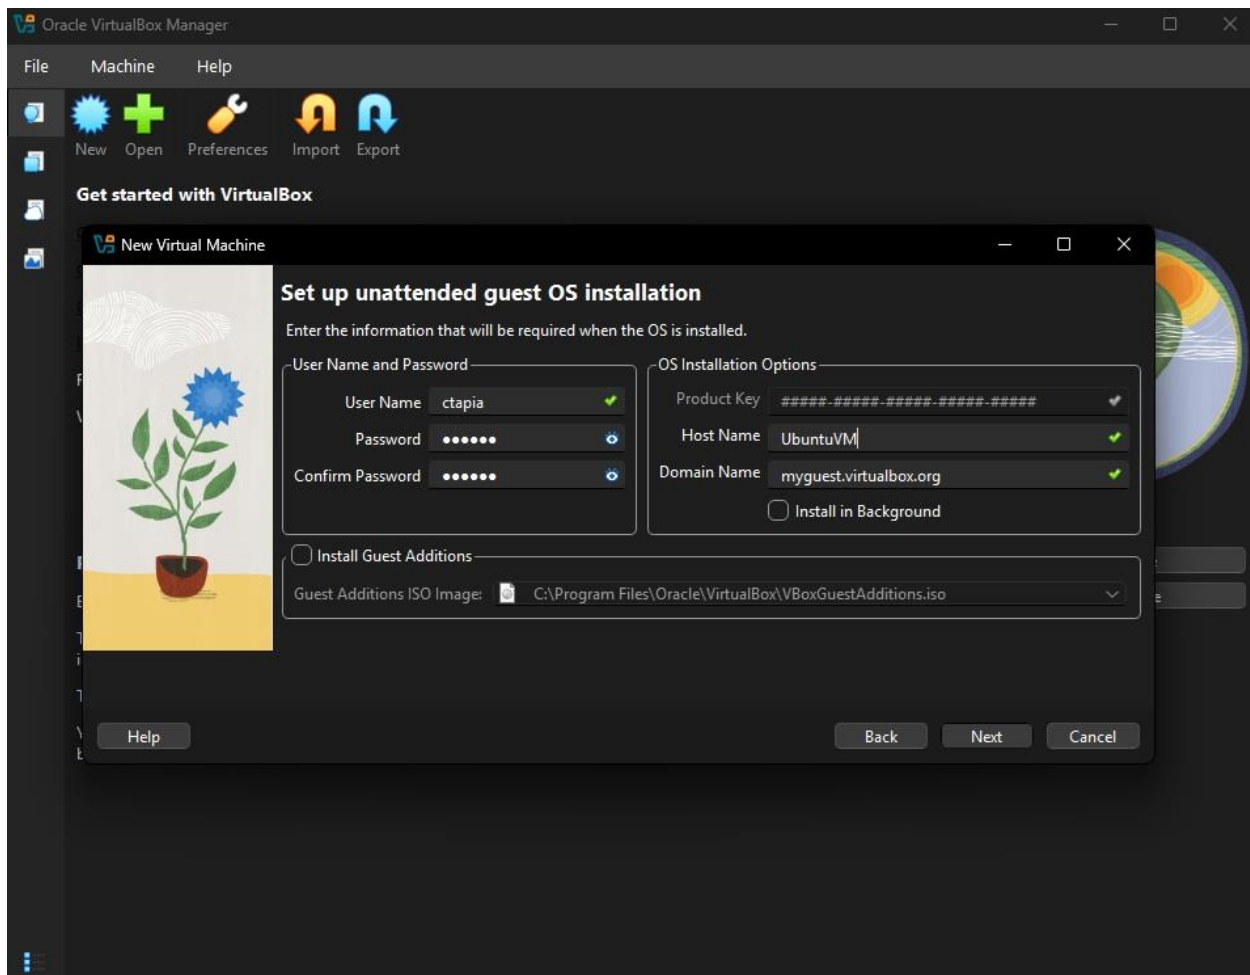 Oracle VirtualBox Manager
File Machine Help
New Open Preferences Import Export
Get started with VirtualBox
New Virtual Machine
Set up unattended guest OS installation
Enter the information that will be required when the OS is installed.
User Name and Password
User Name ctapia
Password ••••••
Confirm Password ••••••
OS Installation Options
Product Key #####-#####-#####-#####-#####
Host Name UbuntuVM
Domain Name myguest.virtualbox.org
Install in Background
Install Guest Additions
Guest Additions ISO Image: C:\Program Files\Oracle\VirtualBox\VBoxGuestAdditions.iso
Help Back Next Cancel